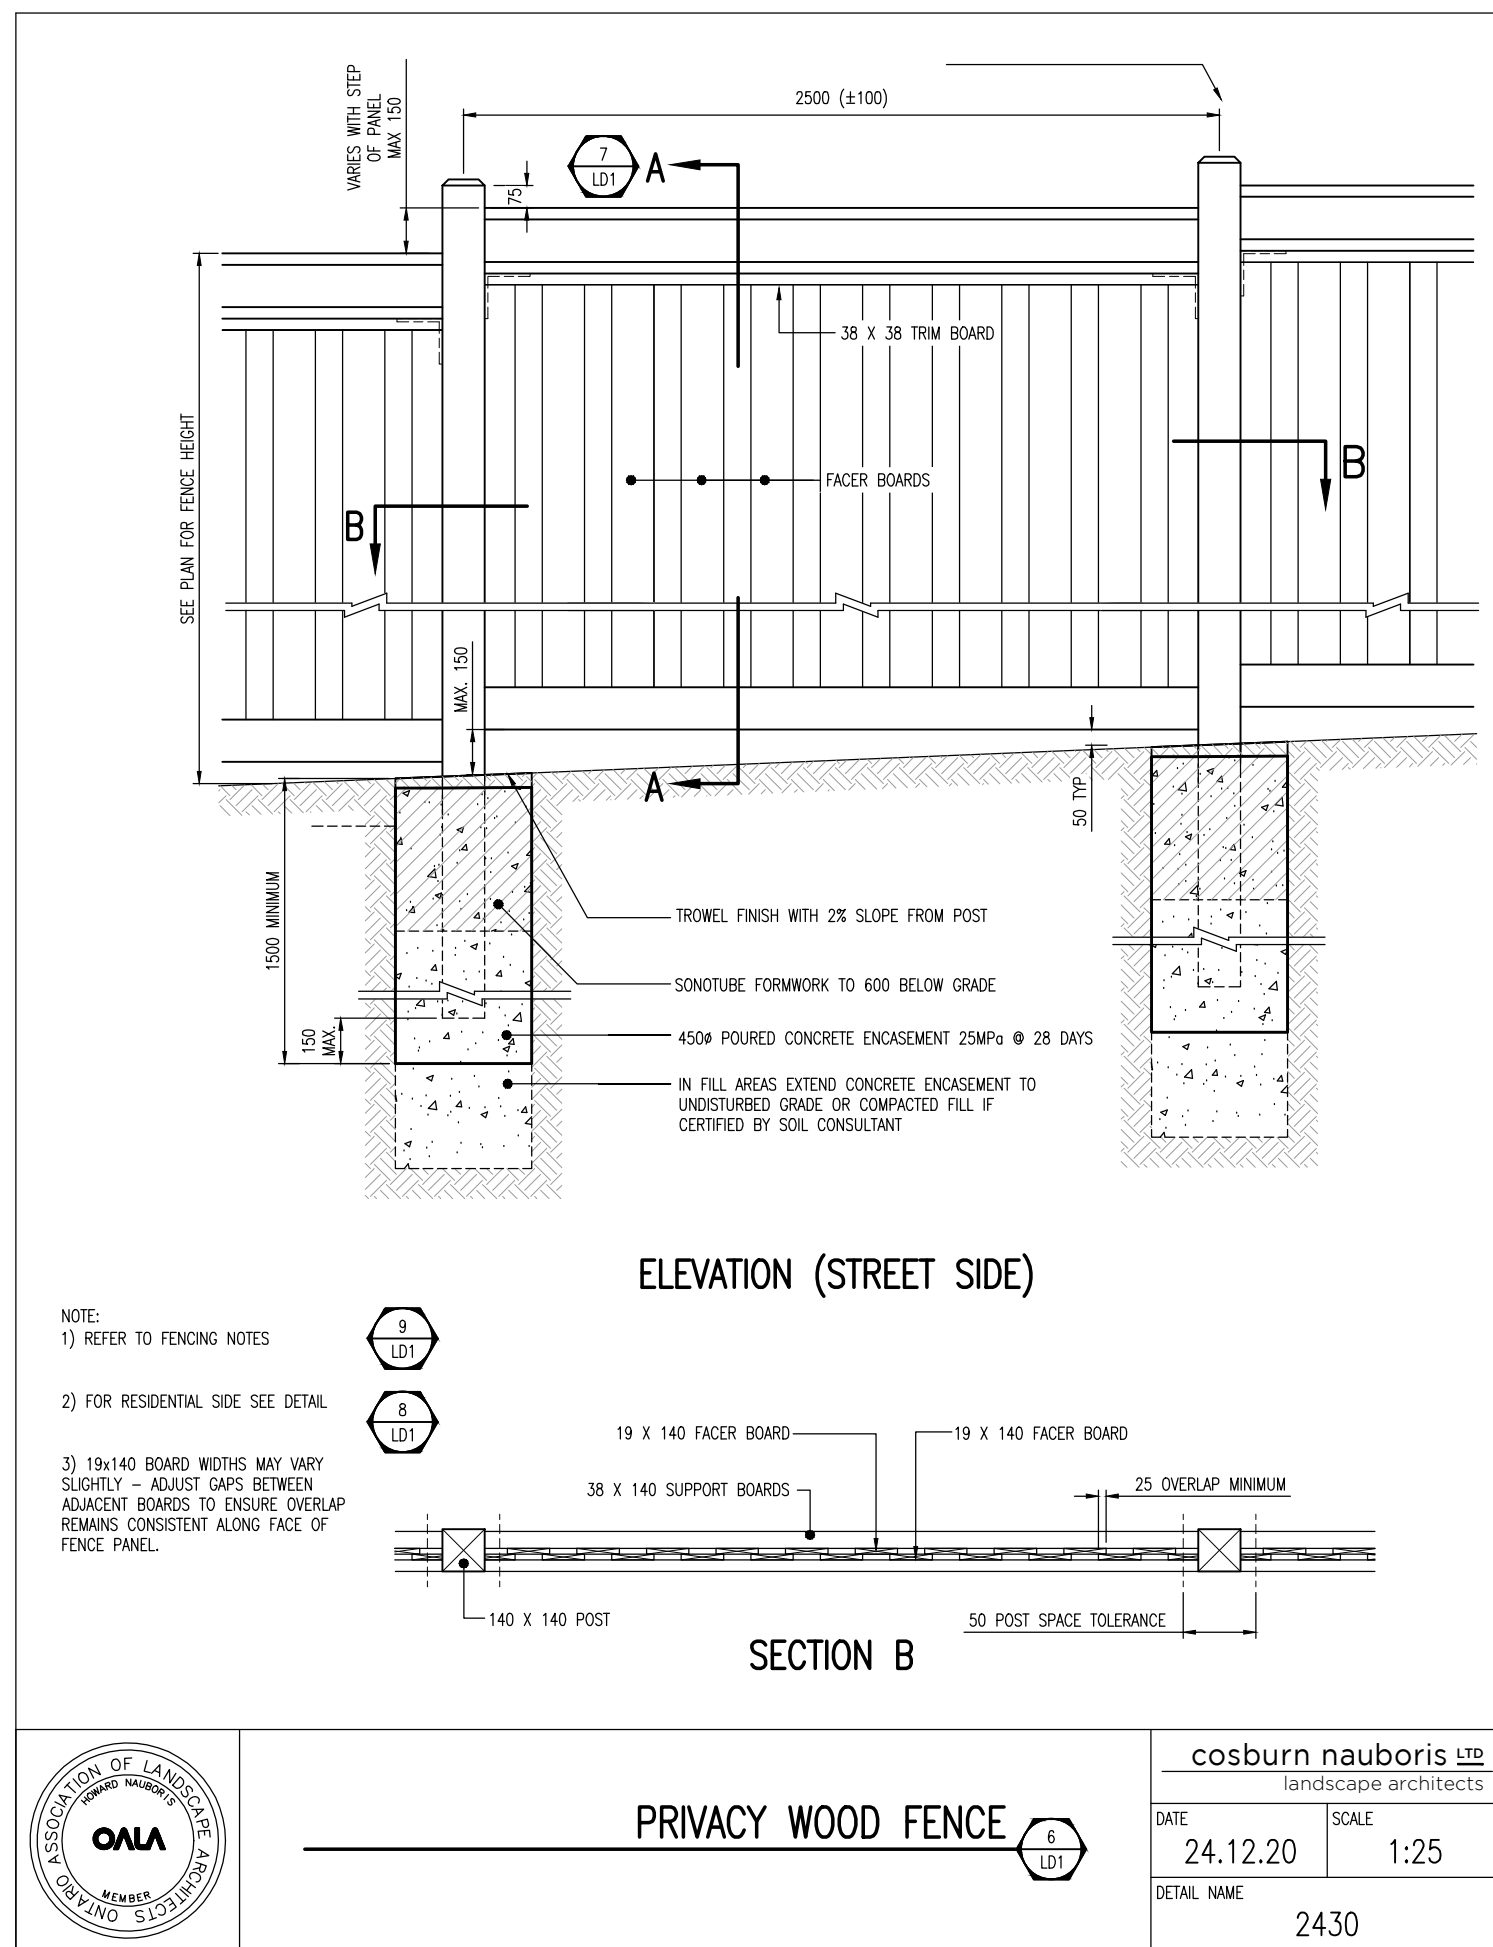 VARIES WITH STEP
OF PANEL
MAX 150
2500 (±100)
7
LD1
A
75
38 X 38 TRIM BOARD
SEE PLAN FOR FENCE HEIGHT
FACER BOARDS
B
B
MAX. 150
A
50 TYP
1500 MINIMUM
150
MAX.
TROWEL FINISH WITH 2% SLOPE FROM POST
SONOTUBE FORMWORK TO 600 BELOW GRADE
450ø POURED CONCRETE ENCASEMENT 25MPa @ 28 DAYS
IN FILL AREAS EXTEND CONCRETE ENCASEMENT TO
UNDISTURBED GRADE OR COMPACTED FILL IF
CERTIFIED BY SOIL CONSULTANT
ELEVATION (STREET SIDE)
NOTE:
1) REFER TO FENCING NOTES
9
LD1
2) FOR RESIDENTIAL SIDE SEE DETAIL
8
LD1
3) 19x140 BOARD WIDTHS MAY VARY
SLIGHTLY – ADJUST GAPS BETWEEN
ADJACENT BOARDS TO ENSURE OVERLAP
REMAINS CONSISTENT ALONG FACE OF
FENCE PANEL.
19 X 140 FACER BOARD
19 X 140 FACER BOARD
38 X 140 SUPPORT BOARDS
25 OVERLAP MINIMUM
140 X 140 POST
50 POST SPACE TOLERANCE
SECTION B
ONTARIO ASSOCIATION OF LANDSCAPE ARCHITECTS
HOWARD NAUBORIS
OALA
MEMBER
PRIVACY WOOD FENCE
6
LD1
cosburn nauboris LTD
landscape architects
DATE
24.12.20
SCALE
1:25
DETAIL NAME
2430